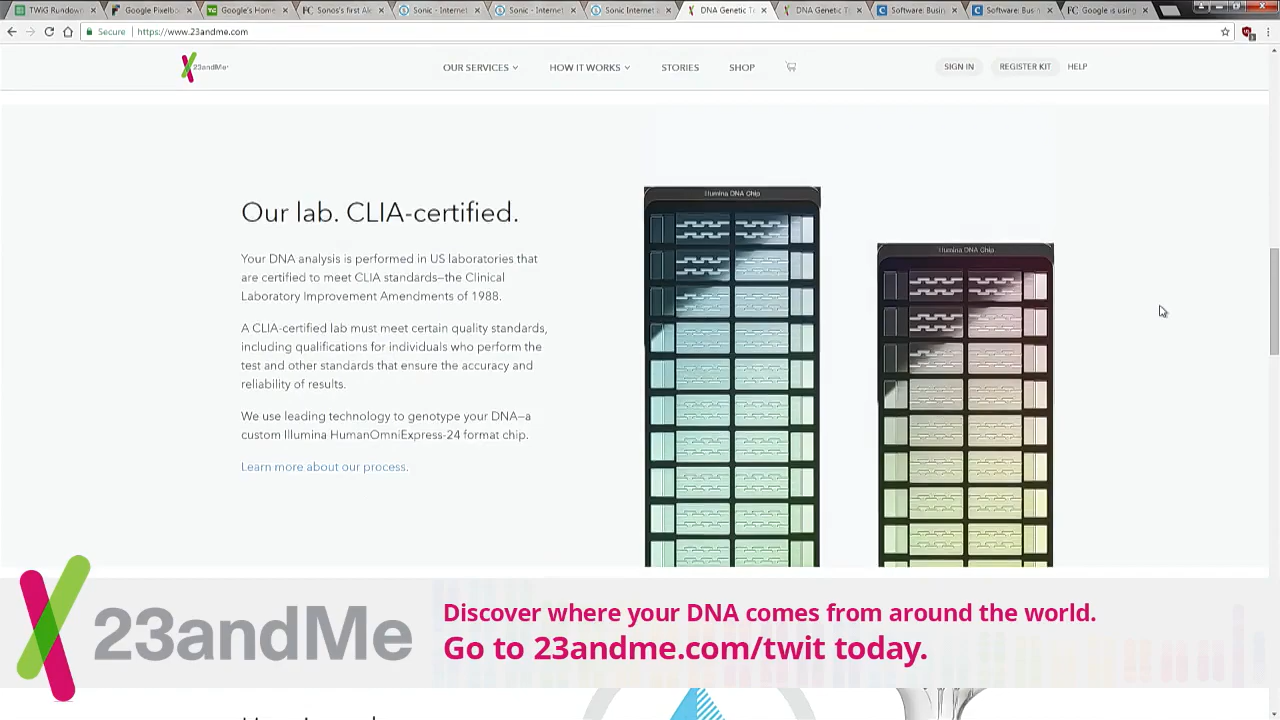 TWiG Rundown
Google Pixelbo
Google's Home
Sonos's first Al
Sonic - Internet
Sonic - Internet
Sonic Internet a
DNA Genetic Te
DNA Genetic Te
Software: Busin
Software: Busin
Google is using
Secure
https://www.23andme.com
23andMe
OUR SERVICES
HOW IT WORKS
STORIES
SHOP
SIGN IN
REGISTER KIT
HELP
Our lab. CLIA-certified.
Your DNA analysis is performed in US laboratories that
are certified to meet CLIA standards—the Clinical
Laboratory Improvement Amendments of 1988.
A CLIA-certified lab must meet certain quality standards,
including qualifications for individuals who perform the
test and other standards that ensure the accuracy and
reliability of results.
We use leading technology to genotype your DNA—a
custom Illumina HumanOmniExpress-24 format chip.
Learn more about our process.
Illumina DNA Chip
Illumina DNA Chip
23andMe
Discover where your DNA comes from around the world.
Go to 23andme.com/twit today.